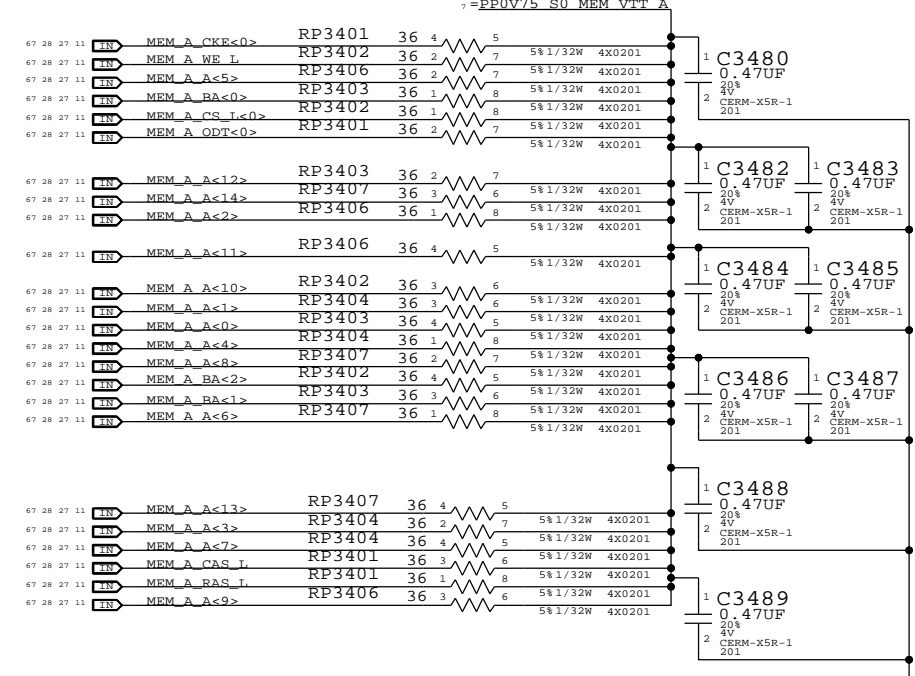 7 =PP0V75_S0_MEM_VTT_A
67 28 27 11 IN MEM_A_CKE<0> RP3401 36 4 5 5% 1/32W 4X0201
67 28 27 11 IN MEM_A_WE_L RP3402 36 2 7 5% 1/32W 4X0201
67 28 27 11 IN MEM_A_A<5> RP3406 36 2 7 5% 1/32W 4X0201
67 28 27 11 IN MEM_A_BA<0> RP3403 36 1 8 5% 1/32W 4X0201
67 28 27 11 IN MEM_A_CS_L<0> RP3402 36 1 8 5% 1/32W 4X0201
67 28 27 11 IN MEM_A_ODT<0> RP3401 36 2 7 5% 1/32W 4X0201
67 28 27 11 IN MEM_A_A<12> RP3403 36 2 7 5% 1/32W 4X0201
67 28 27 11 IN MEM_A_A<14> RP3407 36 3 6 5% 1/32W 4X0201
67 28 27 11 IN MEM_A_A<2> RP3406 36 1 8 5% 1/32W 4X0201
67 28 27 11 IN MEM_A_A<11> RP3406 36 4 5 5% 1/32W 4X0201
67 28 27 11 IN MEM_A_A<10> RP3402 36 3 6 5% 1/32W 4X0201
67 28 27 11 IN MEM_A_A<1> RP3404 36 3 6 5% 1/32W 4X0201
67 28 27 11 IN MEM_A_A<0> RP3403 36 4 5 5% 1/32W 4X0201
67 28 27 11 IN MEM_A_A<4> RP3404 36 1 8 5% 1/32W 4X0201
67 28 27 11 IN MEM_A_A<8> RP3407 36 2 7 5% 1/32W 4X0201
67 28 27 11 IN MEM_A_BA<2> RP3402 36 4 5 5% 1/32W 4X0201
67 28 27 11 IN MEM_A_BA<1> RP3403 36 3 6 5% 1/32W 4X0201
67 28 27 11 IN MEM_A_A<6> RP3407 36 1 8 5% 1/32W 4X0201
67 28 27 11 IN MEM_A_A<13> RP3407 36 4 5 5% 1/32W 4X0201
67 28 27 11 IN MEM_A_A<3> RP3404 36 2 7 5% 1/32W 4X0201
67 28 27 11 IN MEM_A_A<7> RP3404 36 4 5 5% 1/32W 4X0201
67 28 27 11 IN MEM_A_CAS_L RP3401 36 3 6 5% 1/32W 4X0201
67 28 27 11 IN MEM_A_RAS_L RP3401 36 1 8 5% 1/32W 4X0201
67 28 27 11 IN MEM_A_A<9> RP3406 36 3 6 5% 1/32W 4X0201
1 C3480
0.47UF
20%
4V
2 CERM-X5R-1
201
1 C3482
0.47UF
20%
4V
2 CERM-X5R-1
201
1 C3483
0.47UF
20%
4V
2 CERM-X5R-1
201
1 C3484
0.47UF
20%
4V
2 CERM-X5R-1
201
1 C3485
0.47UF
20%
4V
2 CERM-X5R-1
201
1 C3486
0.47UF
20%
4V
2 CERM-X5R-1
201
1 C3487
0.47UF
20%
4V
2 CERM-X5R-1
201
1 C3488
0.47UF
20%
4V
2 CERM-X5R-1
201
1 C3489
0.47UF
20%
4V
2 CERM-X5R-1
201